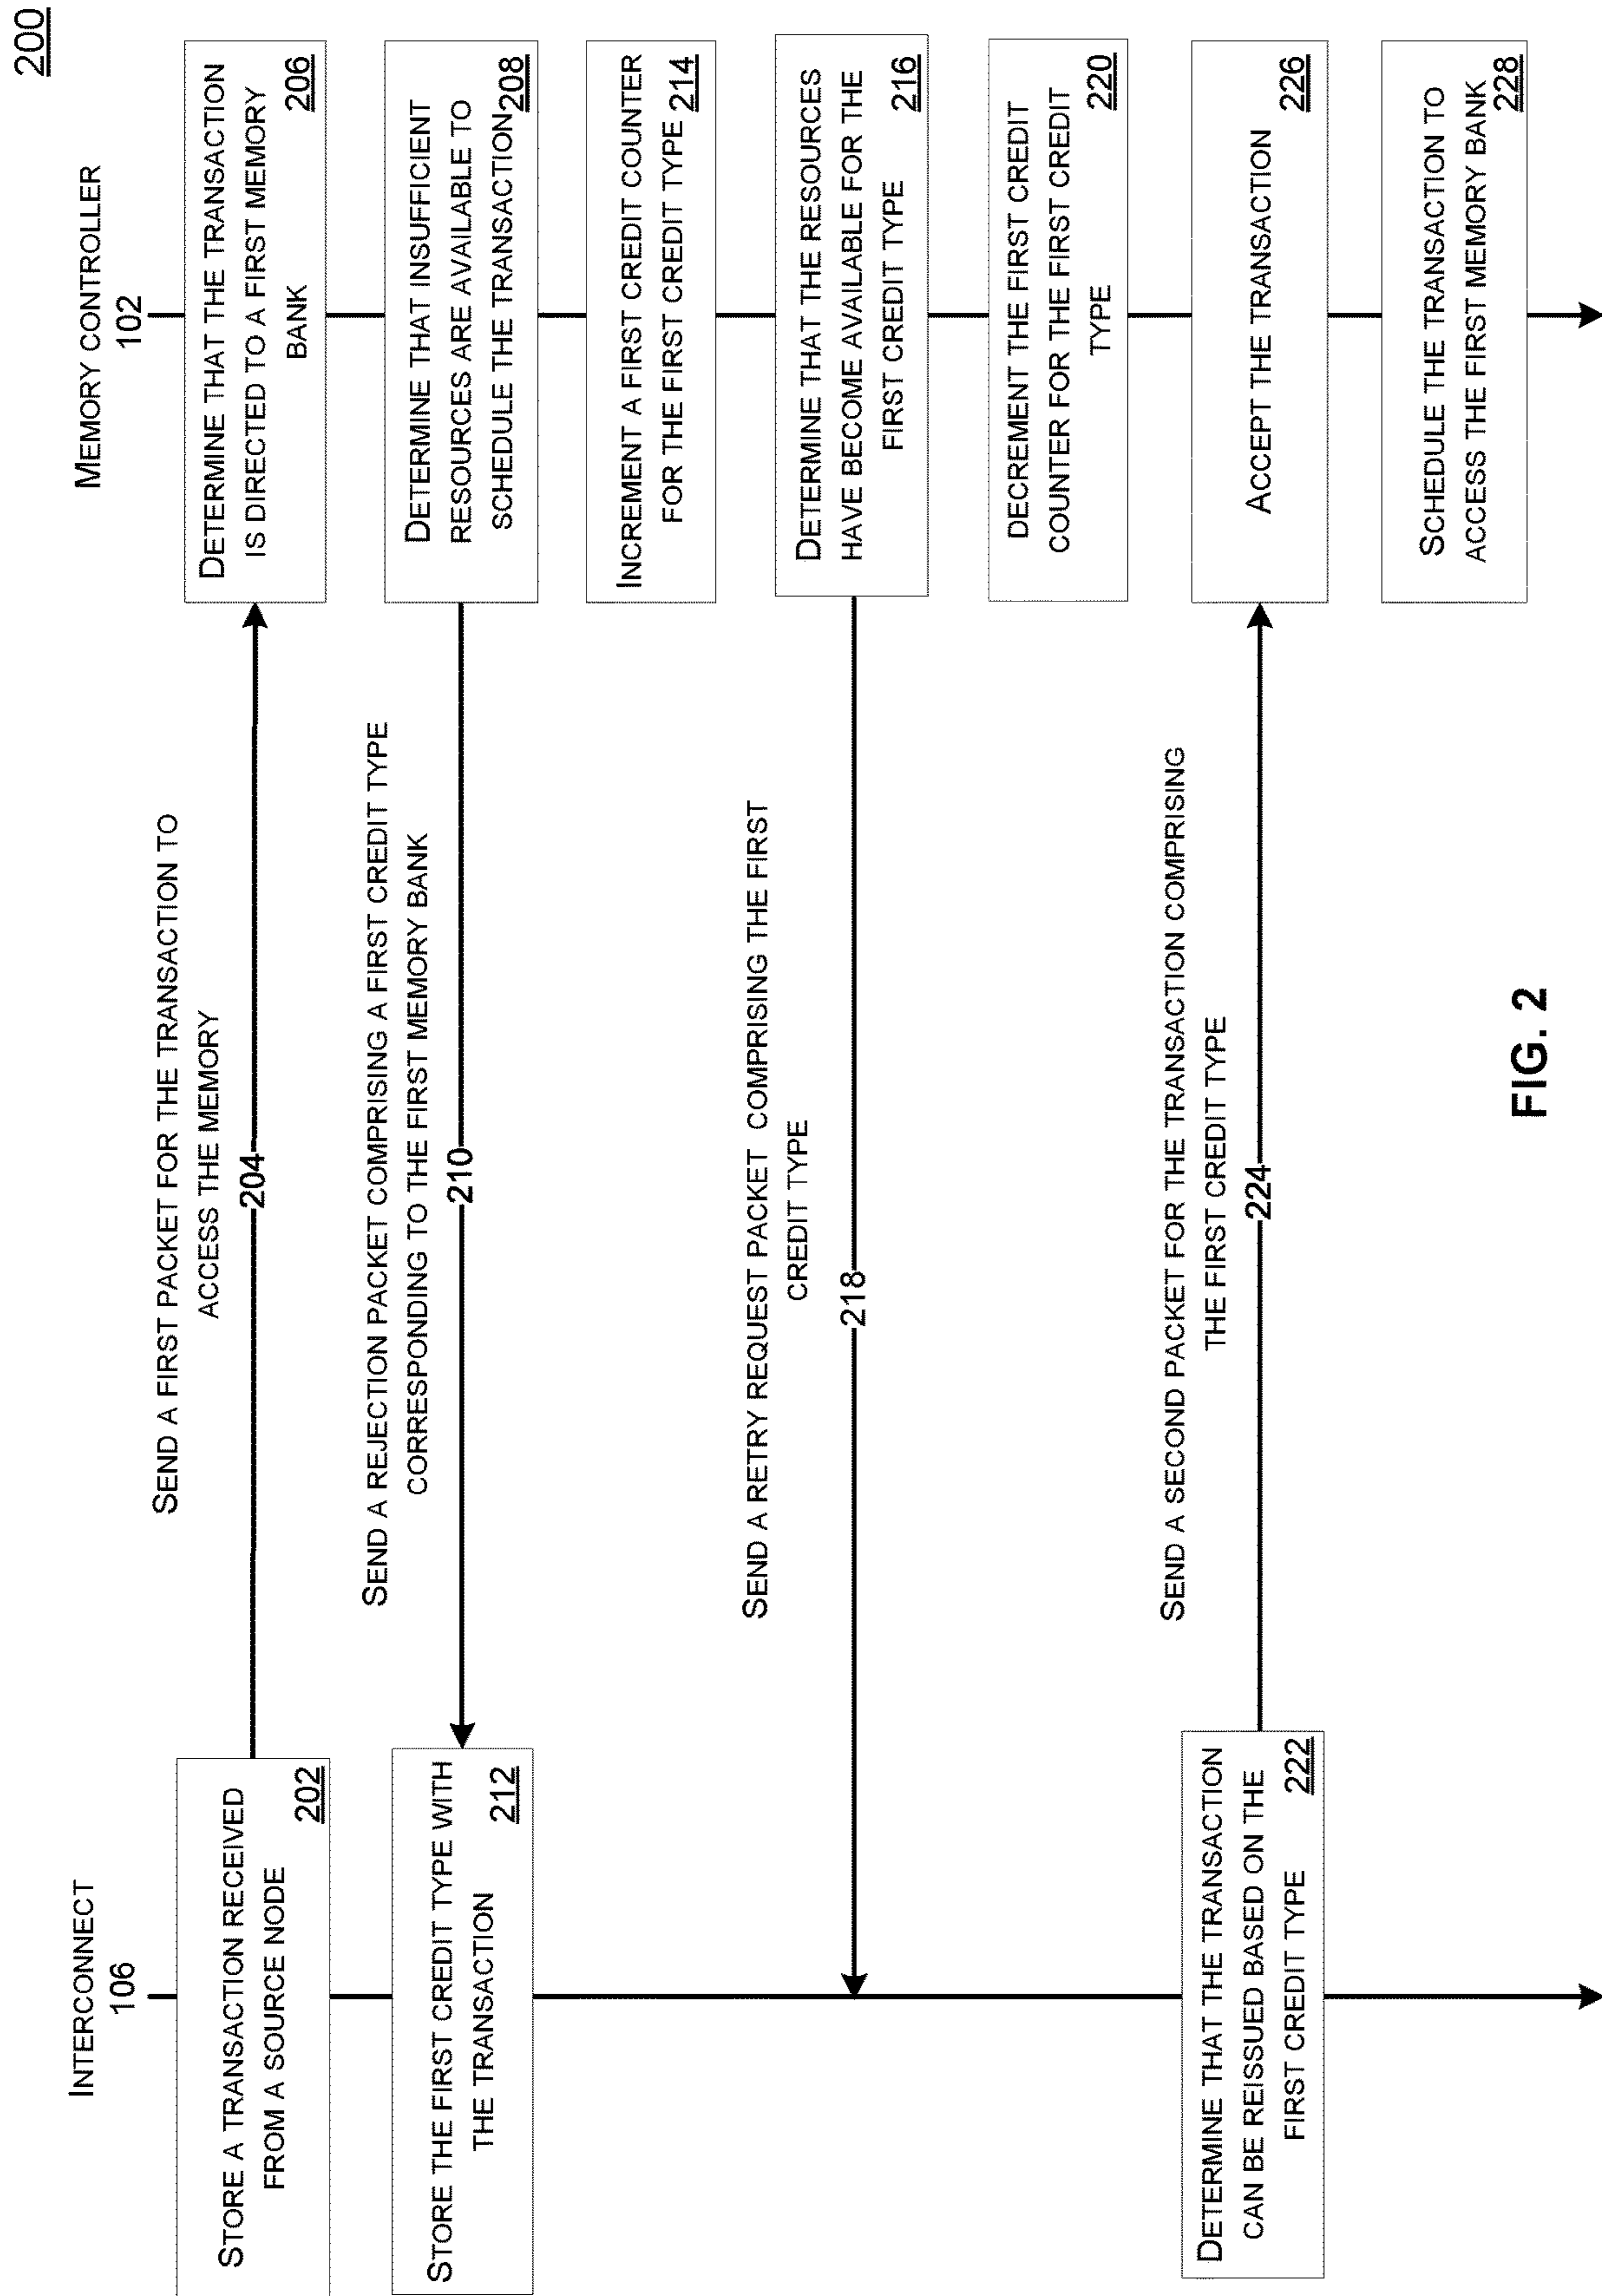 200
INTERCONNECT
106
MEMORY CONTROLLER
102
STORE A TRANSACTION RECEIVED
FROM A SOURCE NODE
202
SEND A FIRST PACKET FOR THE TRANSACTION TO
ACCESS THE MEMORY
204
DETERMINE THAT THE TRANSACTION
IS DIRECTED TO A FIRST MEMORY
BANK
206
DETERMINE THAT INSUFFICIENT
RESOURCES ARE AVAILABLE TO
SCHEDULE THE TRANSACTION 208
SEND A REJECTION PACKET COMPRISING A FIRST CREDIT TYPE
CORRESPONDING TO THE FIRST MEMORY BANK
210
STORE THE FIRST CREDIT TYPE WITH
THE TRANSACTION
212
INCREMENT A FIRST CREDIT COUNTER
FOR THE FIRST CREDIT TYPE 214
DETERMINE THAT THE RESOURCES
HAVE BECOME AVAILABLE FOR THE
FIRST CREDIT TYPE
216
SEND A RETRY REQUEST PACKET COMPRISING THE FIRST
CREDIT TYPE
218
DECREMENT THE FIRST CREDIT
COUNTER FOR THE FIRST CREDIT
TYPE
220
DETERMINE THAT THE TRANSACTION
CAN BE REISSUED BASED ON THE
FIRST CREDIT TYPE
222
SEND A SECOND PACKET FOR THE TRANSACTION COMPRISING
THE FIRST CREDIT TYPE
224
ACCEPT THE TRANSACTION
226
SCHEDULE THE TRANSACTION TO
ACCESS THE FIRST MEMORY BANK
228
FIG. 2